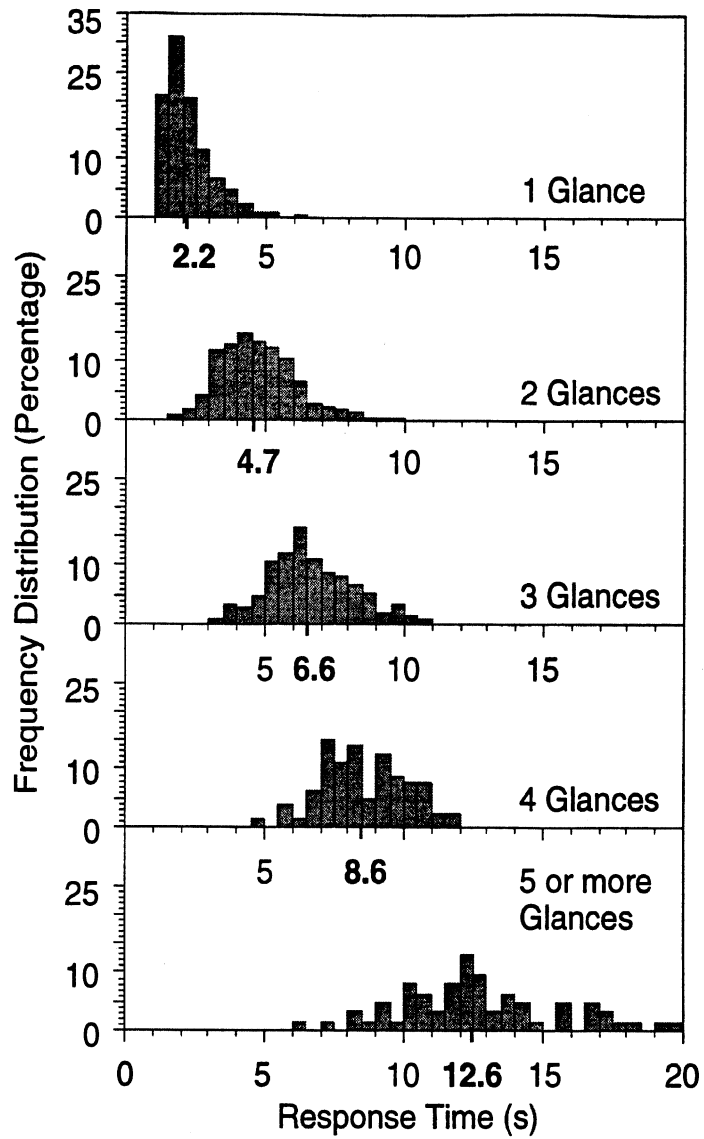 Frequency Distribution (Percentage)
35
25
10
0
1 Glance
2.2 5 10 15
25
10
0
2 Glances
4.7 10 15
25
10
0
3 Glances
5 6.6 10 15
25
10
0
4 Glances
5 8.6
5 or more
Glances
25
10
0
0 5 10 12.6 15 20
Response Time (s)